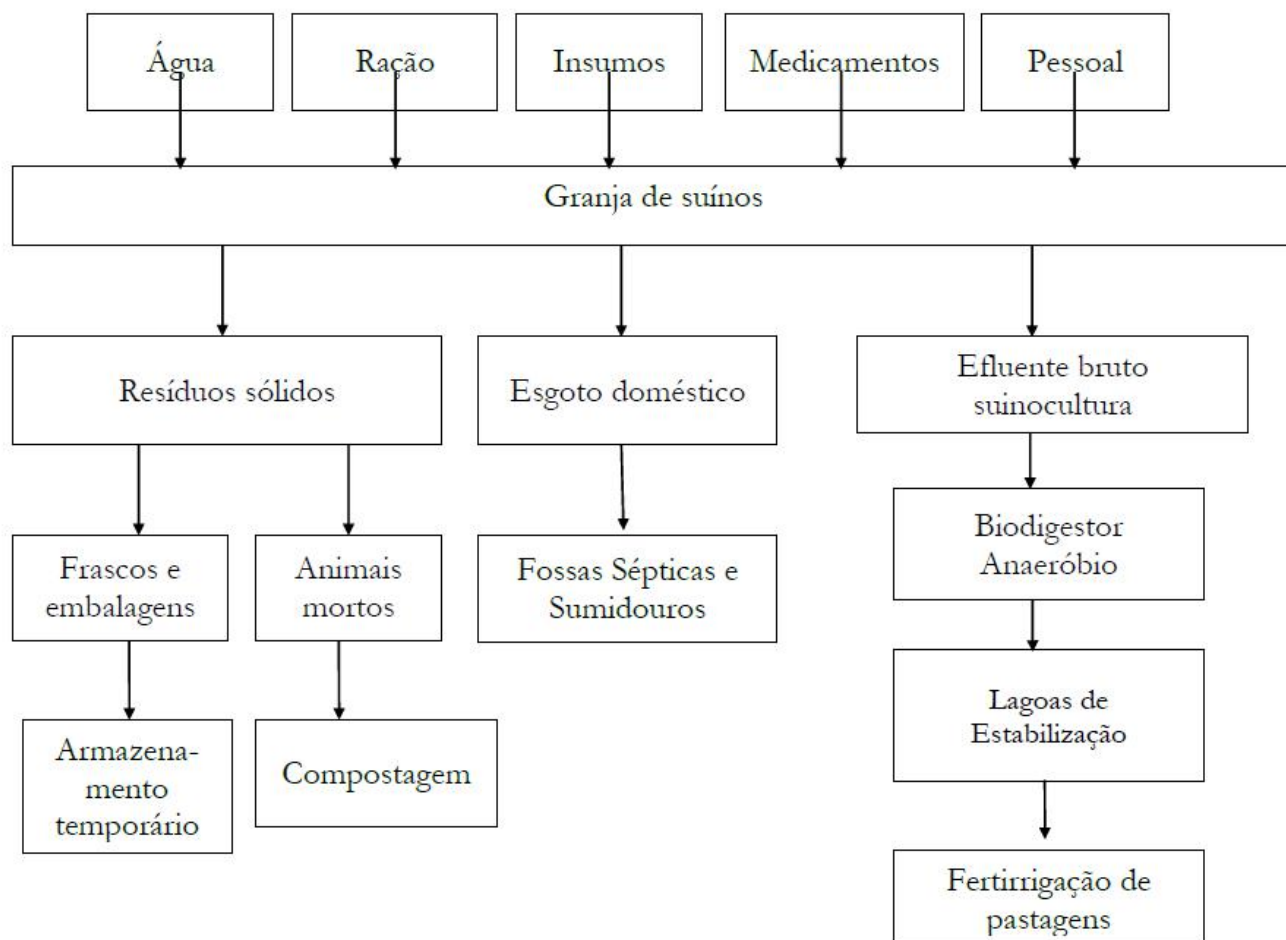 Água
Ração
Insumos
Medicamentos
Pessoal
Granja de suínos
Resíduos sólidos
Esgoto doméstico
Efluente bruto
suinocultura
Frascos e
embalagens
Animais
mortos
Fossas Sépticas e
Sumidouros
Biodigestor
Anaeróbio
Armazena-
mento
temporário
Compostagem
Lagoas de
Estabilização
Fertirrigação de
pastagens